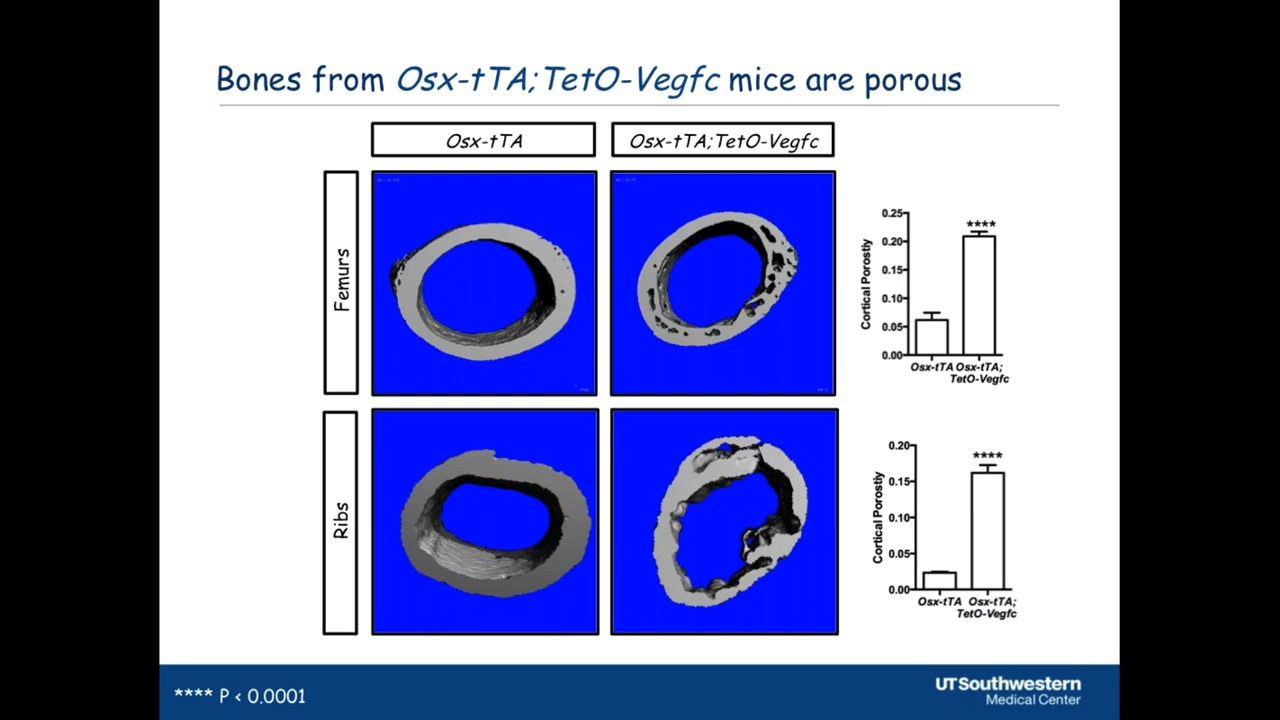 Bones from Osx-tTA;TetO-Vegfc mice are porous
Osx-tTA
Osx-tTA;TetO-Vegfc
Femurs
Cortical Porostiy
0.25
0.20
0.15
0.10
0.05
0.00
****
Osx-tTA Osx-tTA;
TetO-Vegfc
Ribs
Cortical Porostiy
0.20
0.15
0.10
0.05
0.00
****
Osx-tTA Osx-tTA;
TetO-Vegfc
**** P < 0.0001
UTSouthwestern
Medical Center